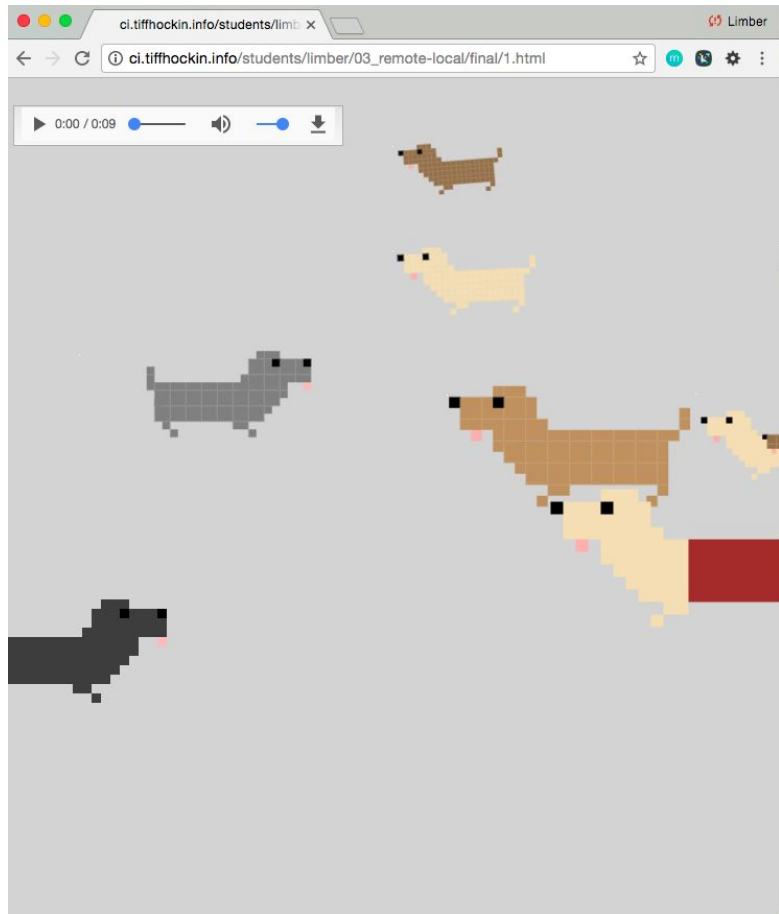 ci.tiffhockin.info/students/limb
Limber
ci.tiffhockin.info/students/limber/03_remote-local/final/1.html
m
0:00 / 0:09